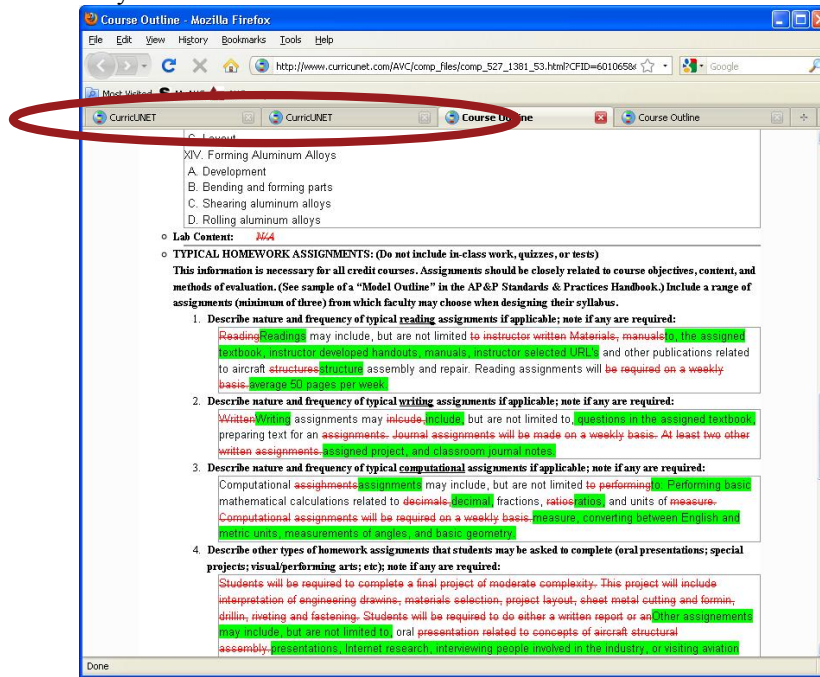 Course Outline - Mozilla Firefox
File Edit View History Bookmarks Tools Help
http://www.curricunet.com/AVC/comp_files/comp_527_1381_53.html?CFID=6010658& Google
Most Visited
CurricUNET CurricUNET Course Outline Course Outline
C. Layout
XIV. Forming Aluminum Alloys
A. Development
B. Bending and forming parts
C. Shearing aluminum alloys
D. Rolling aluminum alloys
Lab Content: N/A
TYPICAL HOMEWORK ASSIGNMENTS: (Do not include in-class work, quizzes, or tests)
This information is necessary for all credit courses. Assignments should be closely related to course objectives, content, and
methods of evaluation. (See sample of a “Model Outline” in the AP&P Standards & Practices Handbook.) Include a range of
assignments (minimum of three) from which faculty may choose when designing their syllabus.
1. Describe nature and frequency of typical reading assignments if applicable; note if any are required:
ReadingReadings may include, but are not limited to instructor written Materials, manualsto, the assigned
textbook, instructor developed handouts, manuals, instructor selected URL's and other publications related
to aircraft structuresstructure assembly and repair. Reading assignments will be required on a weekly
basis.average 50 pages per week.
2. Describe nature and frequency of typical writing assignments if applicable; note if any are required:
WrittenWriting assignments may inlcude,include, but are not limited to, questions in the assigned textbook,
preparing text for an assignments. Journal assignments will be made on a weekly basis. At least two other
written assignments.assigned project, and classroom journal notes.
3. Describe nature and frequency of typical computational assignments if applicable; note if any are required:
Computational assighmentsassignments may include, but are not limited to performingto: Performing basic
mathematical calculations related to decimals,decimal, fractions, ratiosratios, and units of measure.
Computational assignments will be required on a weekly basis.measure, converting between English and
metric units, measurements of angles, and basic geometry.
4. Describe other types of homework assignments that students may be asked to complete (oral presentations; special
projects; visual/performing arts; etc); note if any are required:
Students will be required to complete a final project of moderate complexity. This project will include
interpretation of engineering drawins, materials selection, project layout, sheet metal cutting and formin,
drillin, riveting and fastening. Students will be required to do either a written report or anOther assignements
may include, but are not limited to, oral presentation related to concepts of aircraft structural
assembly.presentations, Internet research, interviewing people involved in the industry, or visiting aviation
Done